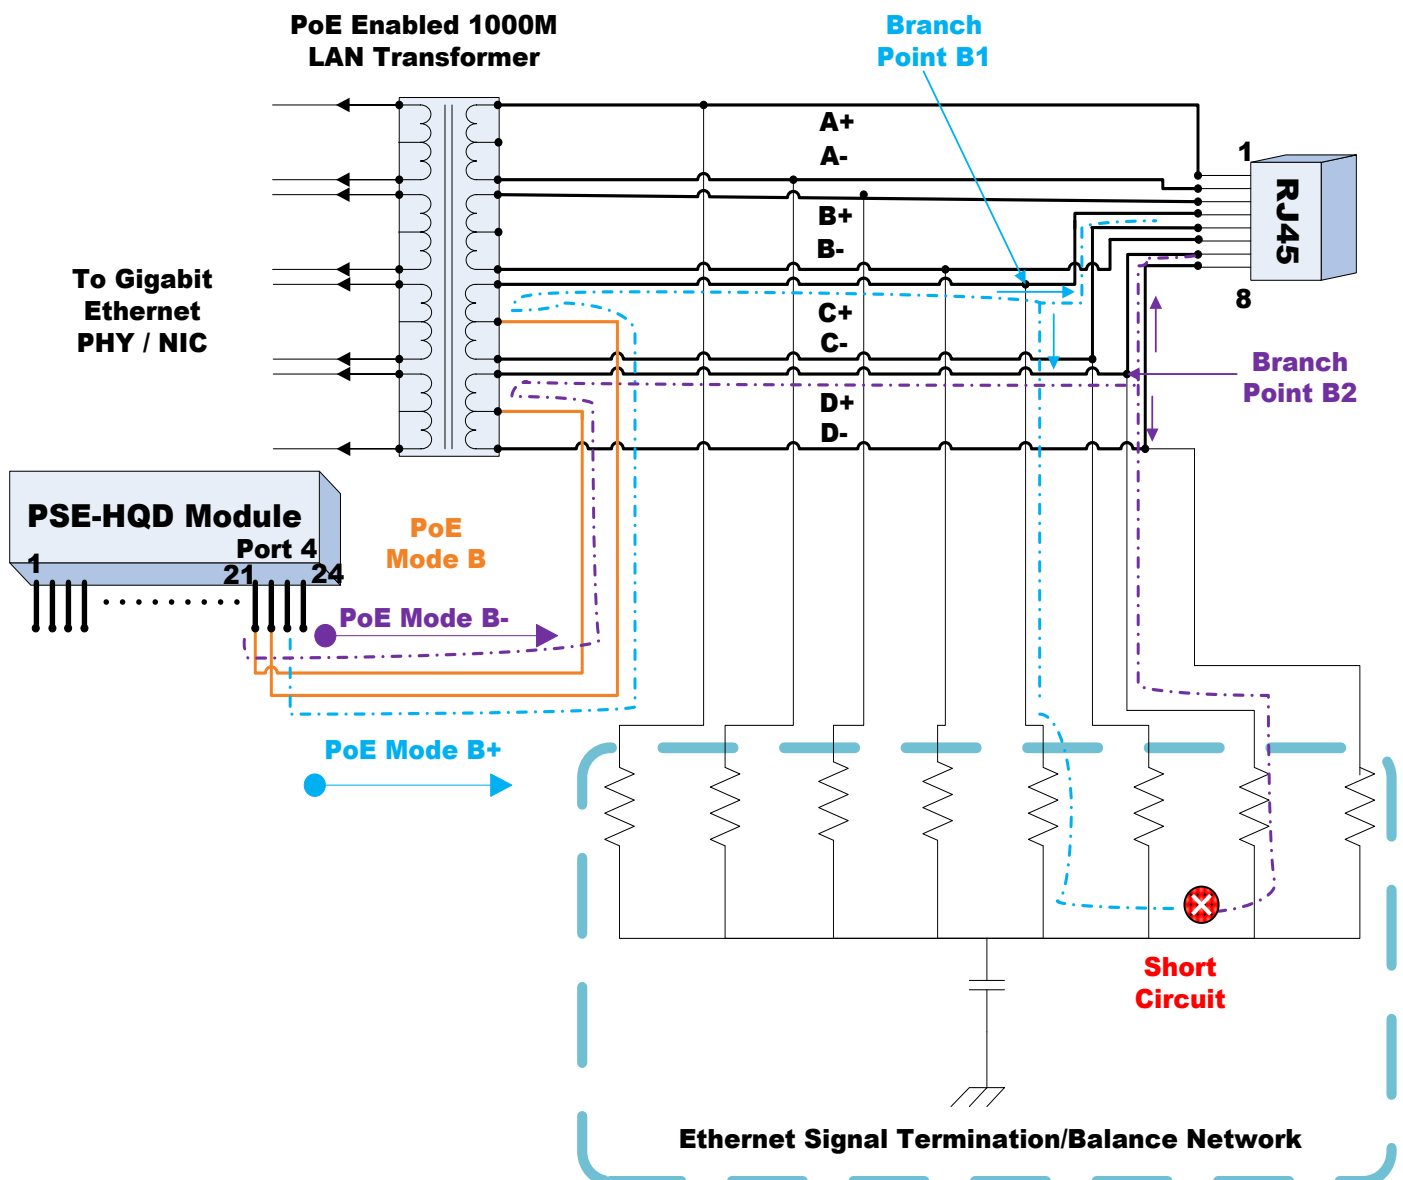 PoE Enabled 1000M
LAN Transformer
Branch
Point B1
A+
A-
1
RJ45
B+
B-
To Gigabit
Ethernet
PHY / NIC
8
C+
C-
Branch
Point B2
D+
D-
PSE-HQD Module
Port 4
1
21
24
PoE
Mode B
PoE Mode B-
PoE Mode B+
Short
Circuit
Ethernet Signal Termination/Balance Network